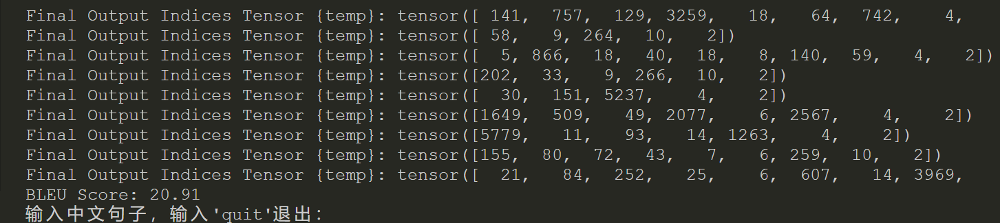 Final Output Indices Tensor {temp}: tensor([ 141, 757, 129, 3259, 18, 64, 742, 4,
Final Output Indices Tensor {temp}: tensor([ 58, 9, 264, 10, 2])
Final Output Indices Tensor {temp}: tensor([ 5, 866, 18, 40, 18, 8, 140, 59, 4, 2])
Final Output Indices Tensor {temp}: tensor([202, 33, 9, 266, 10, 2])
Final Output Indices Tensor {temp}: tensor([ 30, 151, 5237, 4, 2])
Final Output Indices Tensor {temp}: tensor([1649, 509, 49, 2077, 6, 2567, 4, 2])
Final Output Indices Tensor {temp}: tensor([5779, 11, 93, 14, 1263, 4, 2])
Final Output Indices Tensor {temp}: tensor([155, 80, 72, 43, 7, 6, 259, 10, 2])
Final Output Indices Tensor {temp}: tensor([ 21, 84, 252, 25, 6, 607, 14, 3969,
BLEU Score: 20.91
输入中文句子，输入'quit'退出：